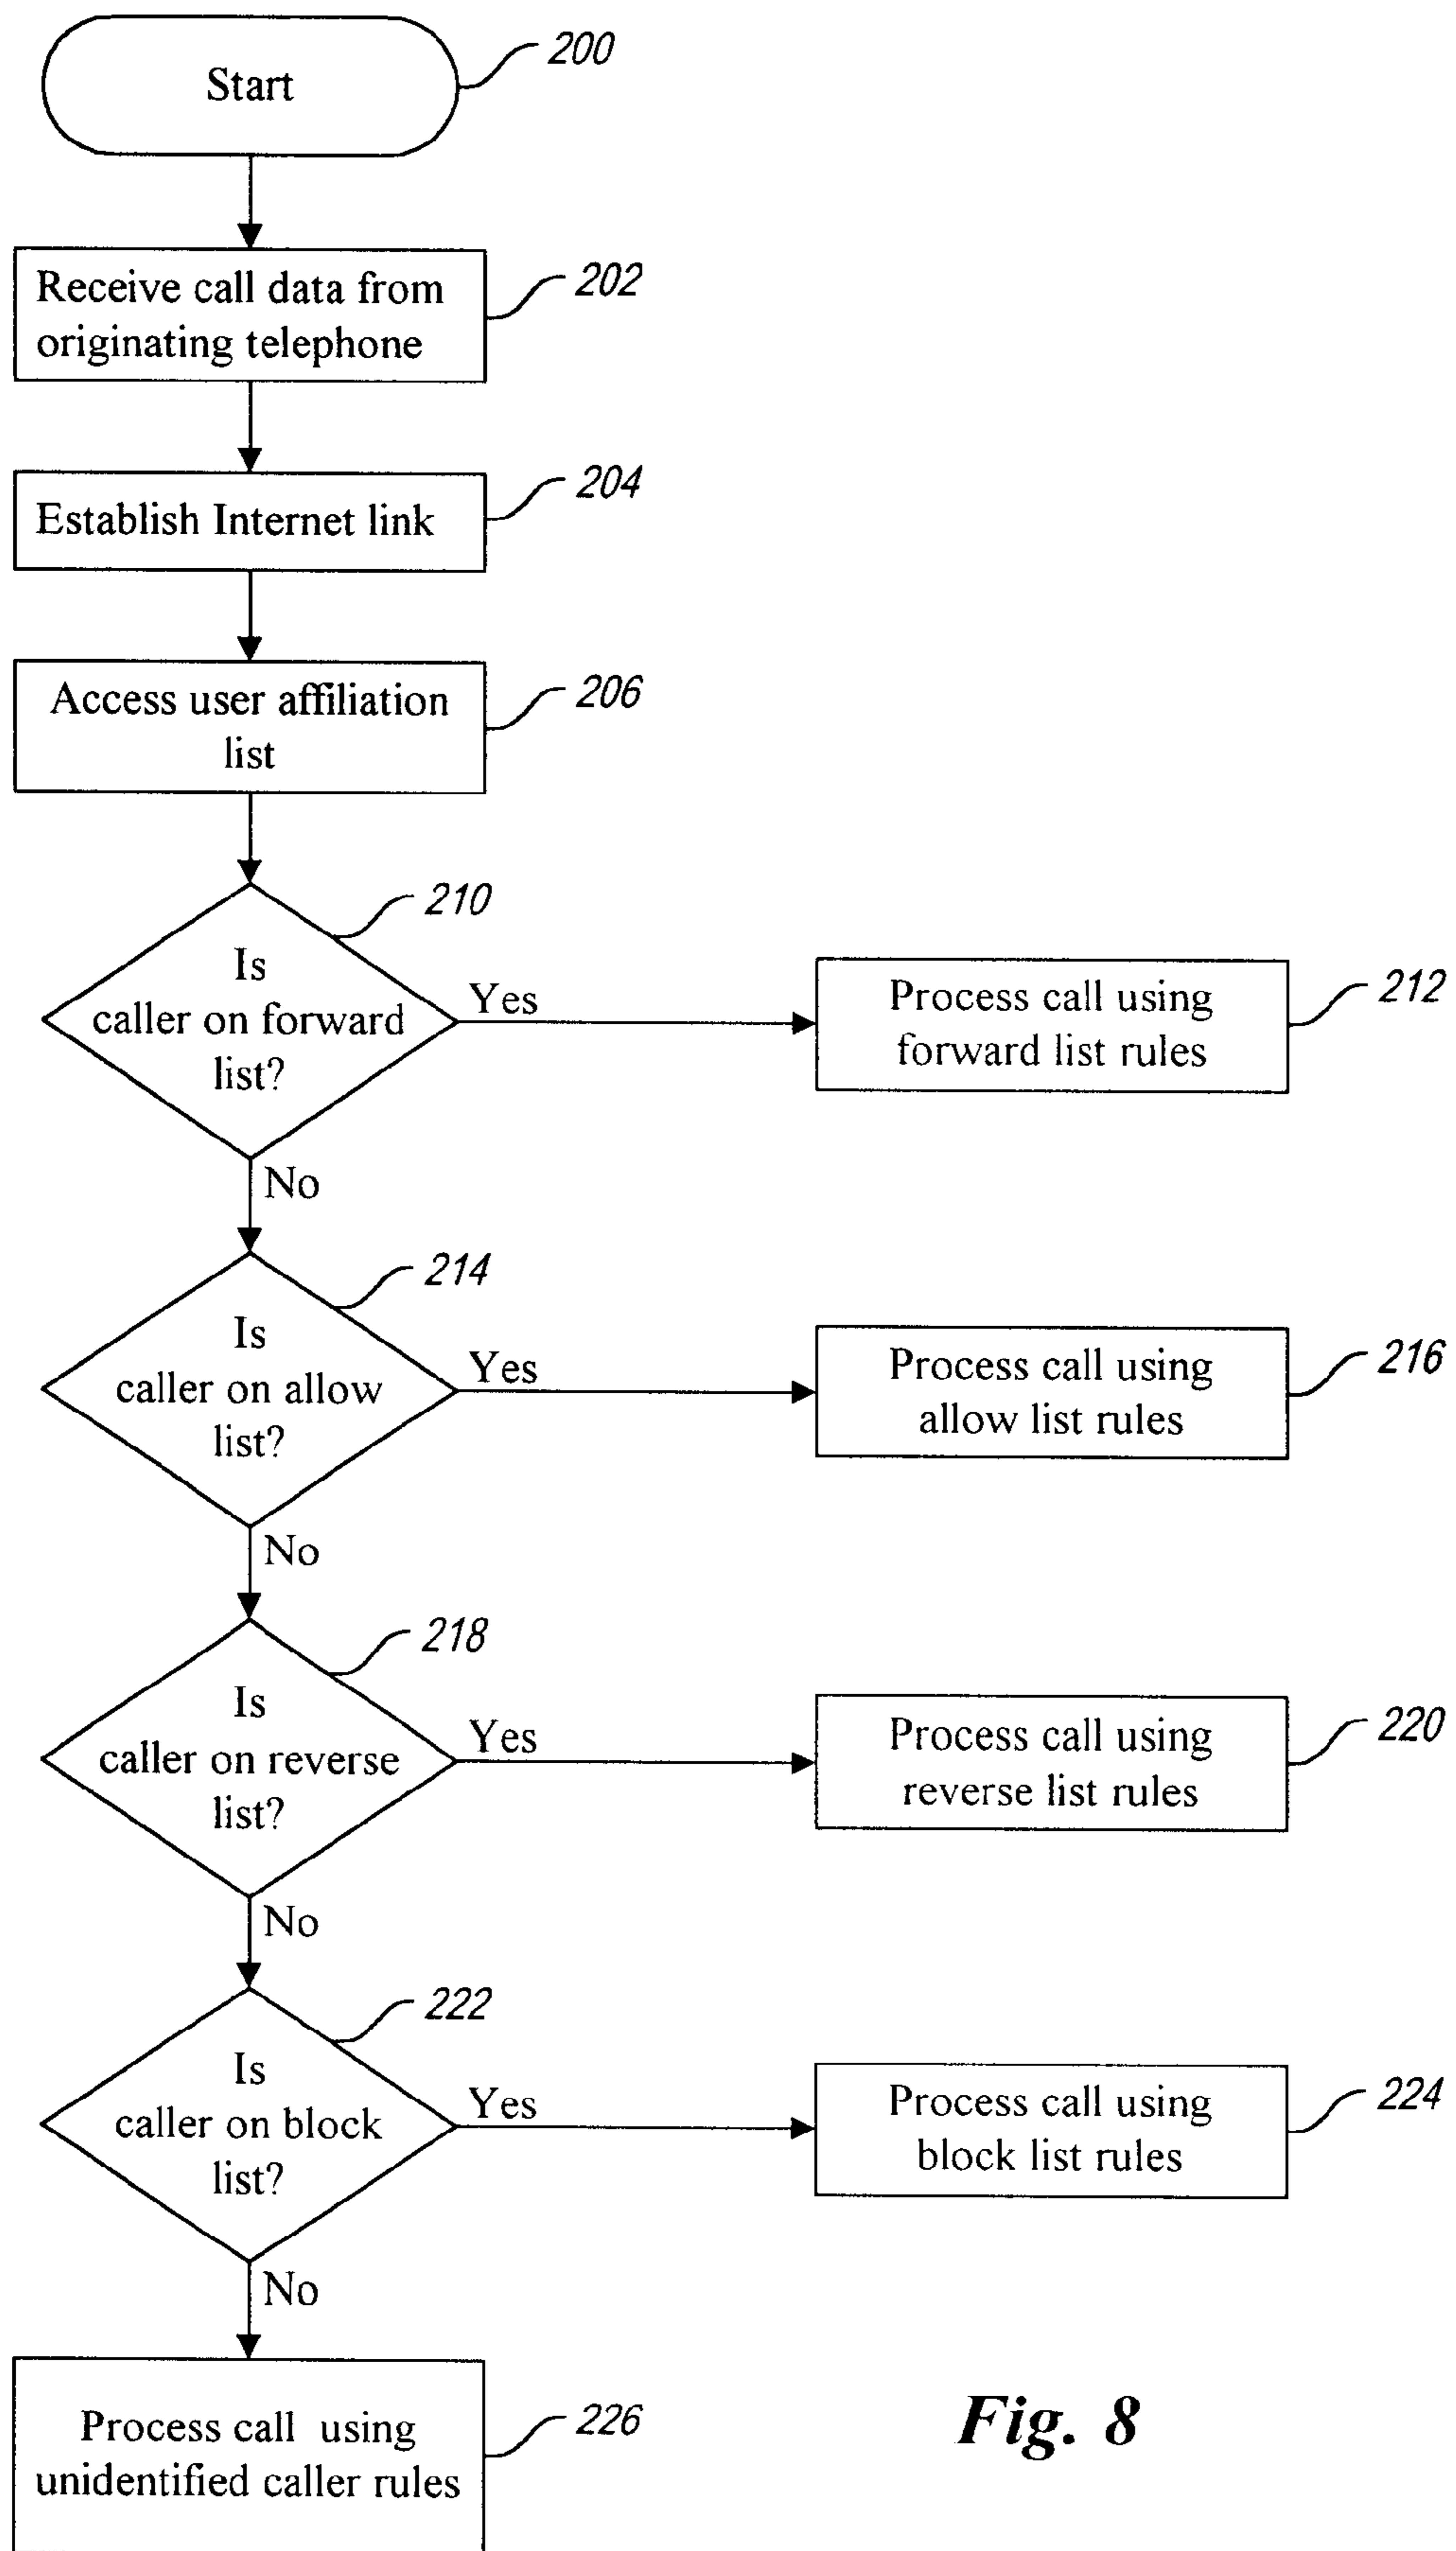 Start
200
Receive call data from
originating telephone
202
Establish Internet link
204
Access user affiliation
list
206
Is
caller on forward
list?
210
Yes
Process call using
forward list rules
212
No
Is
caller on allow
list?
214
Yes
Process call using
allow list rules
216
No
Is
caller on reverse
list?
218
Yes
Process call using
reverse list rules
220
No
Is
caller on block
list?
222
Yes
Process call using
block list rules
224
No
Process call using
unidentified caller rules
226
Fig. 8